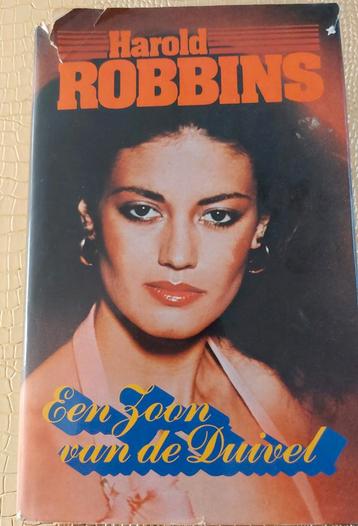 Harold
ROBBINS
Een Zoon
van de Duivel